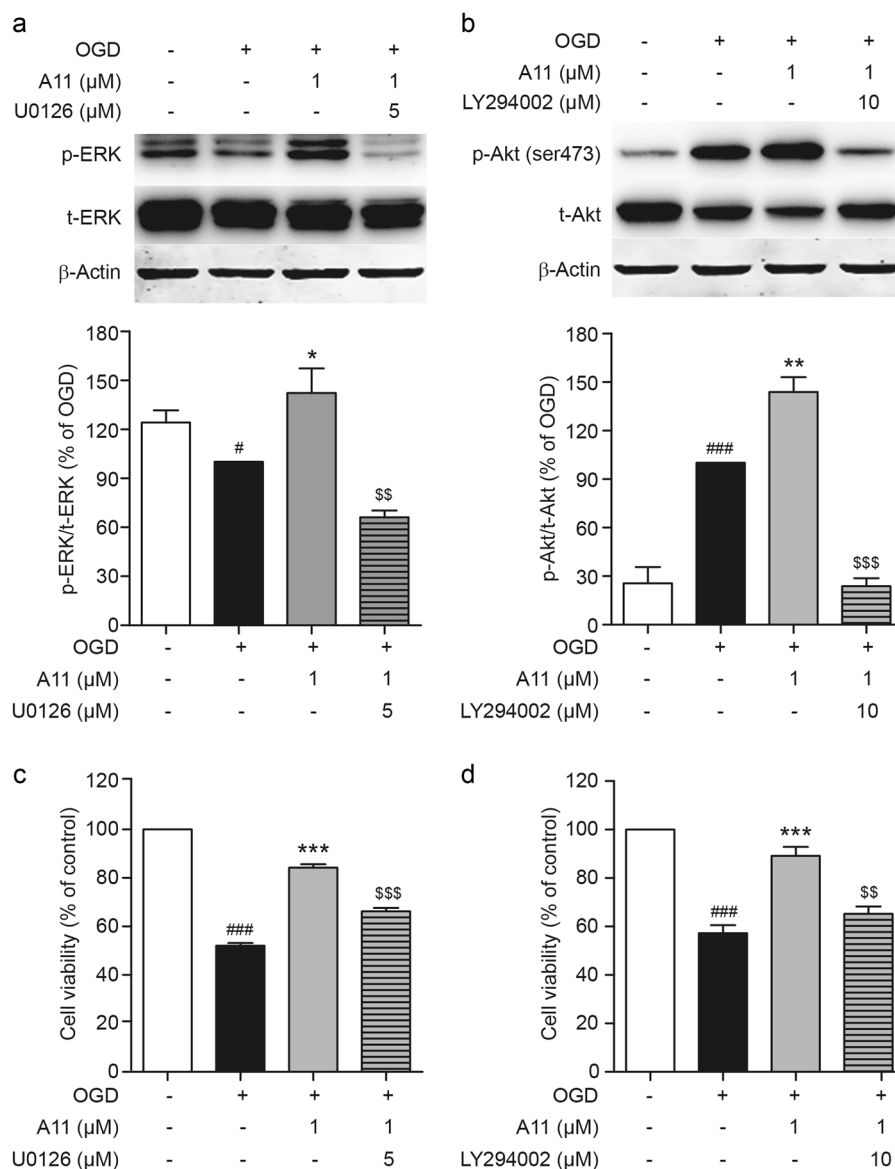 a
OGD - + + +
A11 (µM) - - 1 1
U0126 (µM) - - - 5
p-ERK
t-ERK
β-Actin
180
150
120
90
60
30
0
p-ERK/t-ERK (% of OGD)
#
*
$$
OGD - + + +
A11 (µM) - - 1 1
U0126 (µM) - - - 5
b
OGD - + + +
A11 (µM) - - 1 1
LY294002 (µM) - - - 10
p-Akt (ser473)
t-Akt
β-Actin
180
150
120
90
60
30
0
p-Akt/t-Akt (% of OGD)
###
**
$$$
OGD - + + +
A11 (µM) - - 1 1
LY294002 (µM) - - - 10
c
120
100
80
60
40
20
0
Cell viability (% of control)
###
***
$$$
OGD - + + +
A11 (µM) - - 1 1
U0126 (µM) - - - 5
d
120
100
80
60
40
20
0
Cell viability (% of control)
###
***
$$
OGD - + + +
A11 (µM) - - 1 1
LY294002 (µM) - - - 10